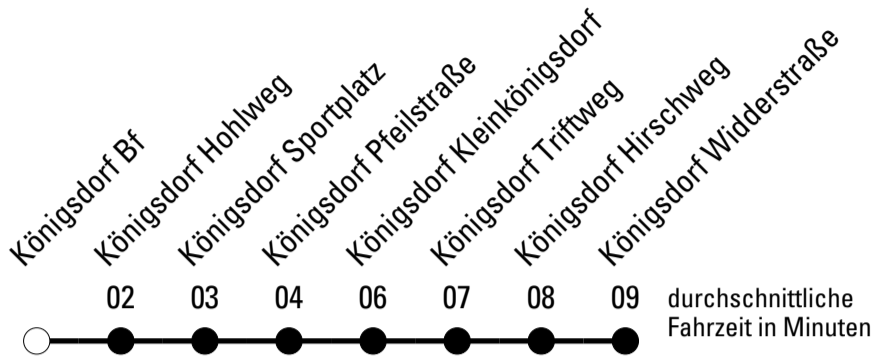 Königsdorf Bf
Königsdorf Hohlweg
Königsdorf Sportplatz
Königsdorf Pfeilstraße
Königsdorf Kleinkönigsdorf
Königsdorf Triftweg
Königsdorf Hirschweg
Königsdorf Widderstraße
02 03 04 06 07 08 09
durchschnittliche
Fahrzeit in Minuten